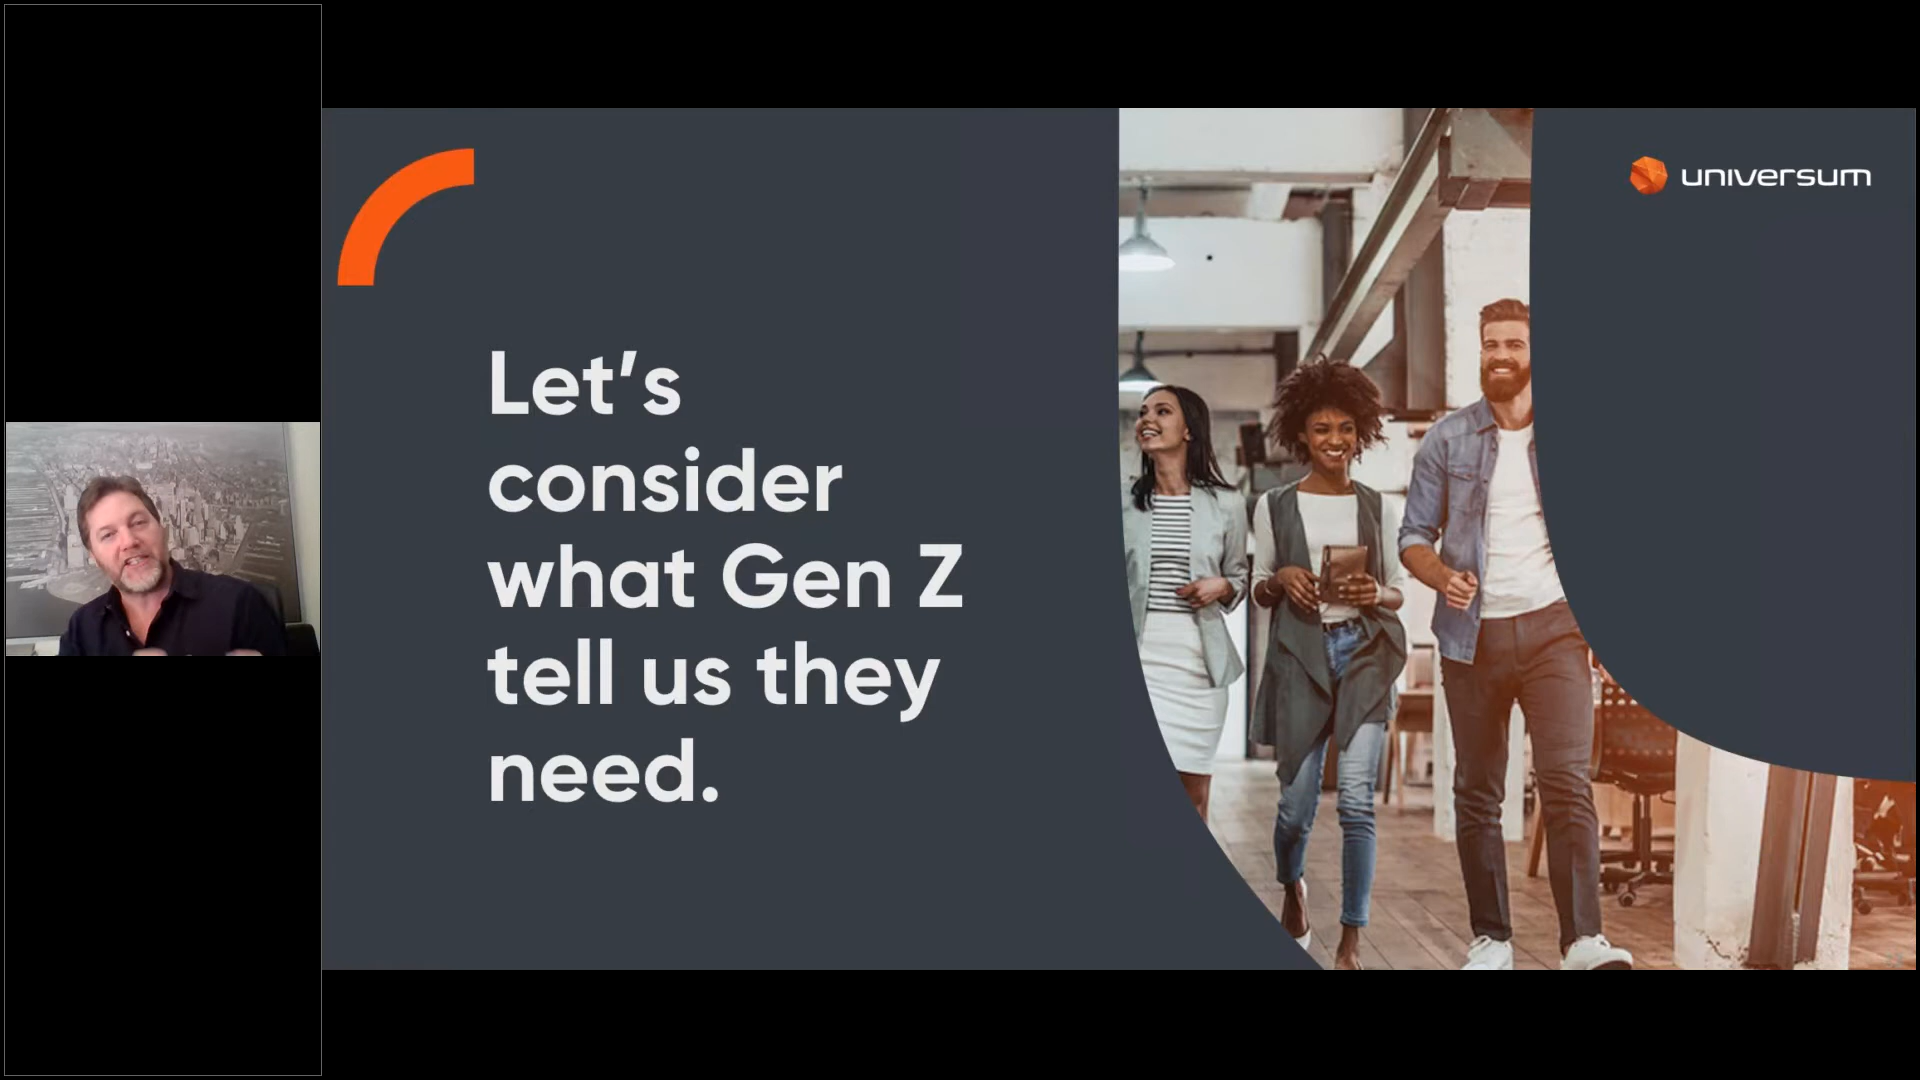 universum
Let’s
consider
what Gen Z
tell us they
need.